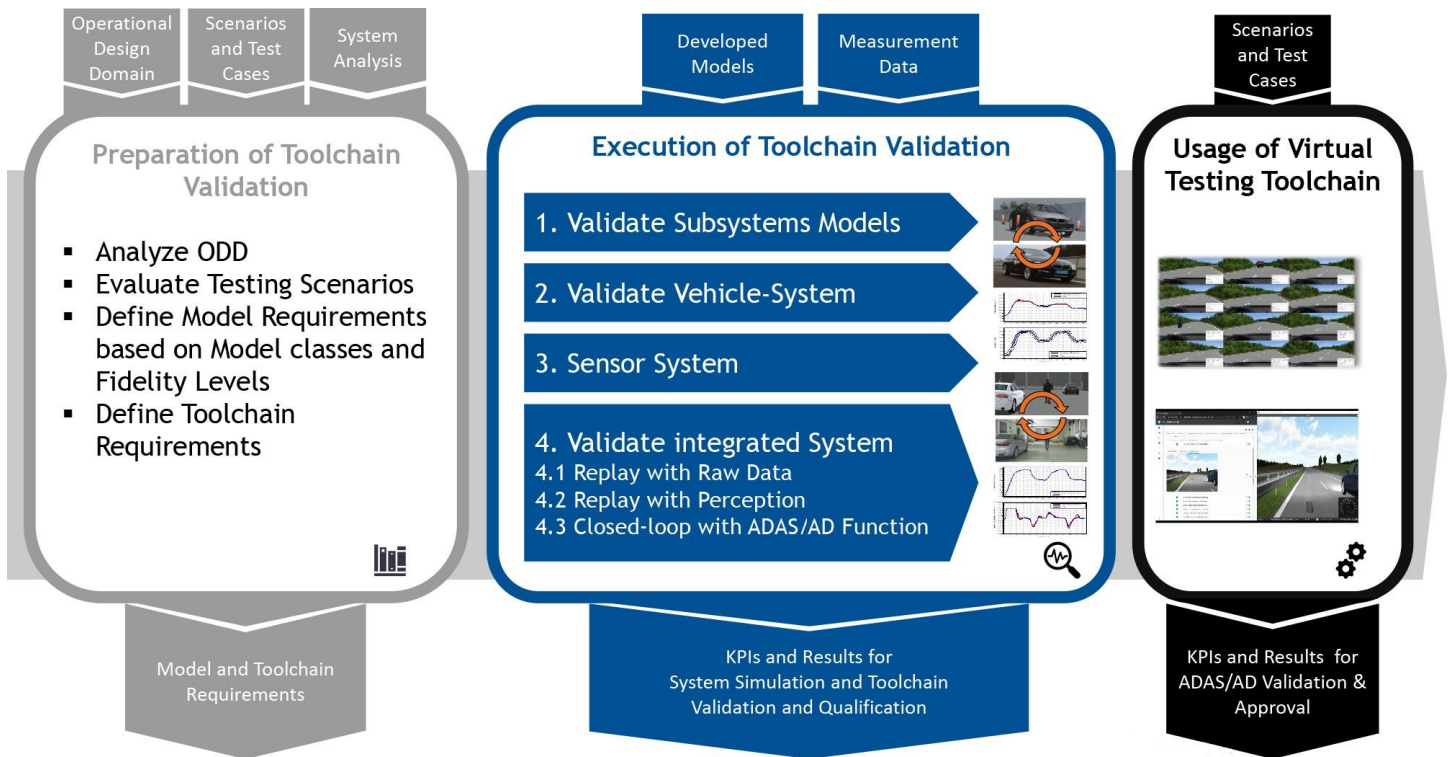 Operational
Design
Domain
Scenarios
and Test
Cases
System
Analysis
Preparation of Toolchain
Validation
▪ Analyze ODD
▪ Evaluate Testing Scenarios
▪ Define Model Requirements
based on Model classes and
Fidelity Levels
▪ Define Toolchain
Requirements
Model and Toolchain
Requirements
Developed
Models
Measurement
Data
Execution of Toolchain Validation
1. Validate Subsystems Models
2. Validate Vehicle-System
3. Sensor System
4. Validate integrated System
4.1 Replay with Raw Data
4.2 Replay with Perception
4.3 Closed-loop with ADAS/AD Function
KPIs and Results for
System Simulation and Toolchain
Validation and Qualification
Scenarios
and Test
Cases
Usage of Virtual
Testing Toolchain
KPIs and Results for
ADAS/AD Validation &
Approval